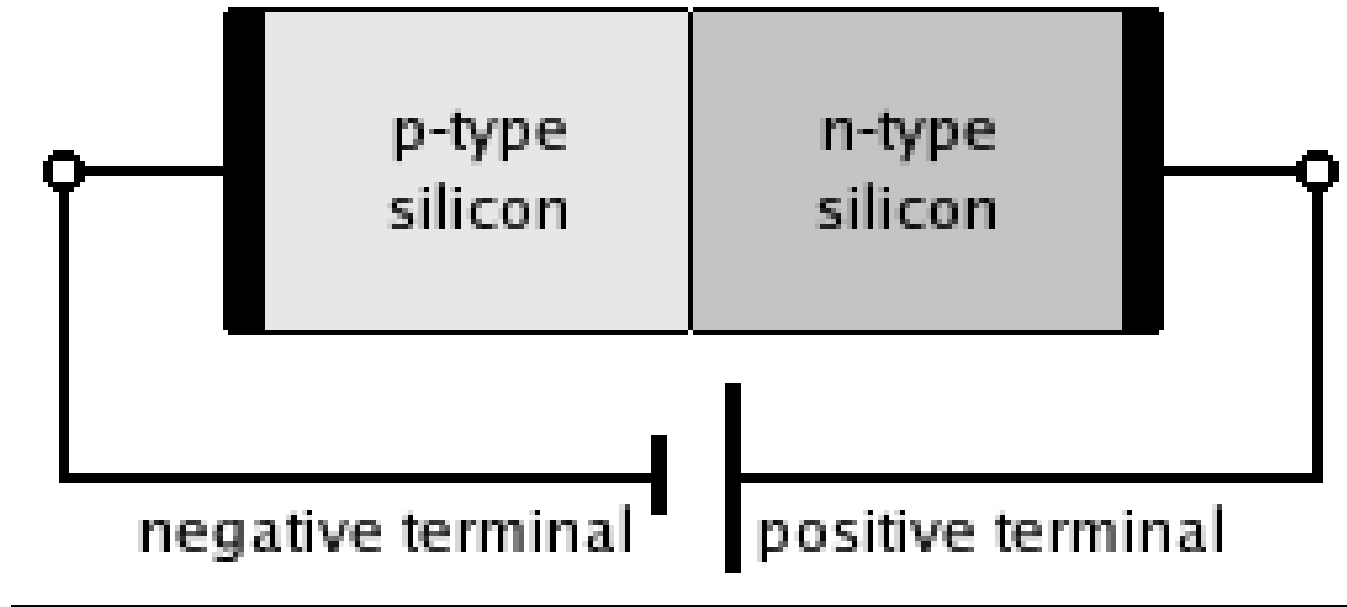 p-type
silicon
n-type
silicon
negative terminal
positive terminal